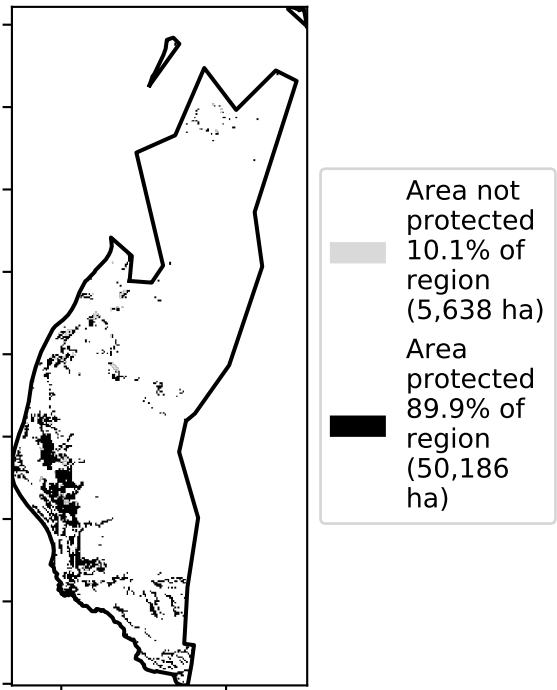 Area not
protected
10.1% of
region
(5,638 ha)
Area
protected
89.9% of
region
(50,186
ha)